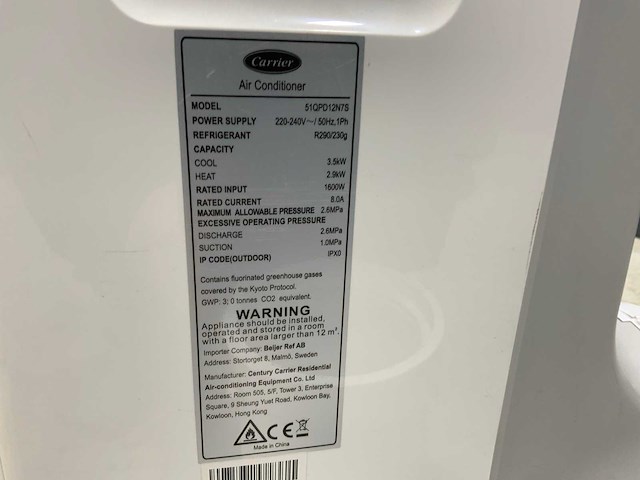 Carrier
Air Conditioner
MODEL 51QPD12N7S
POWER SUPPLY 220-240V～/ 50Hz,1Ph
REFRIGERANT R290/230g
CAPACITY
COOL 3.5kW
HEAT 2.9kW
RATED INPUT 1600W
RATED CURRENT 8.0A
MAXIMUM ALLOWABLE PRESSURE 2.6MPa
EXCESSIVE OPERATING PRESSURE
DISCHARGE 2.6MPa
SUCTION 1.0MPa
IP CODE(OUTDOOR) IPX0
Contains fluorinated greenhouse gases
covered by the Kyoto Protocol.
GWP: 3; 0 tonnes CO2 equivalent.
WARNING
Appliance should be installed,
operated and stored in a room
with a floor area larger than 12 m².
Importer Company: Beijer Ref AB
Address: Stortorget 8, Malmö, Sweden
Manufacturer: Century Carrier Residential
Air-conditioning Equipment Co. Ltd
Address: Room 505, 5/F, Tower 3, Enterprise
Square, 9 Sheung Yuet Road, Kowloon Bay,
Kowloon, Hong Kong
CE
Made in China